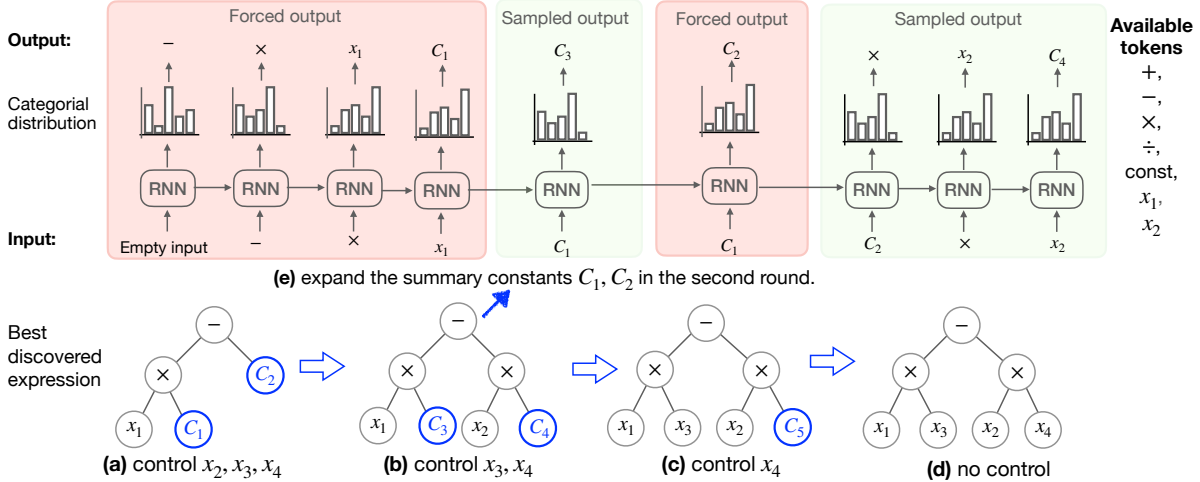 Forced output
Sampled output
Forced output
Sampled output
Available
tokens
+,
−,
×,
÷,
const,
x₁,
x₂
Output:
− × x₁ C₁ C₃ C₂ × x₂ C₄
Categorial
distribution
RNN RNN RNN RNN RNN RNN RNN RNN RNN
Input:
Empty input − × x₁ C₁ C₁ C₂ × x₂
(e) expand the summary constants C₁, C₂ in the second round.
Best
discovered
expression
−
× C₂
x₁ C₁
(a) control x₂, x₃, x₄
−
× ×
x₁ C₃ x₂ C₄
(b) control x₃, x₄
−
× ×
x₁ x₃ x₂ C₅
(c) control x₄
−
× ×
x₁ x₃ x₂ x₄
(d) no control